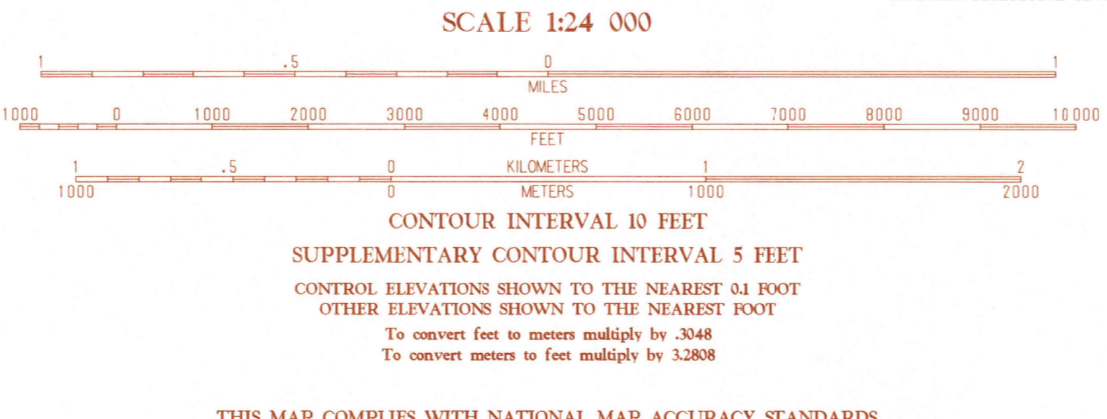 SCALE 1:24 000
1 .5 0 1
MILES
1000 0 1000 2000 3000 4000 5000 6000 7000 8000 9000 10 000
FEET
1 .5 0 KILOMETERS 1 2
1000 0 METERS 1000 2000
CONTOUR INTERVAL 10 FEET
SUPPLEMENTARY CONTOUR INTERVAL 5 FEET
CONTROL ELEVATIONS SHOWN TO THE NEAREST 0.1 FOOT
OTHER ELEVATIONS SHOWN TO THE NEAREST FOOT
To convert feet to meters multiply by .3048
To convert meters to feet multiply by 3.2808
THIS MAP COMPLIES WITH NATIONAL MAP ACCURACY STANDARDS